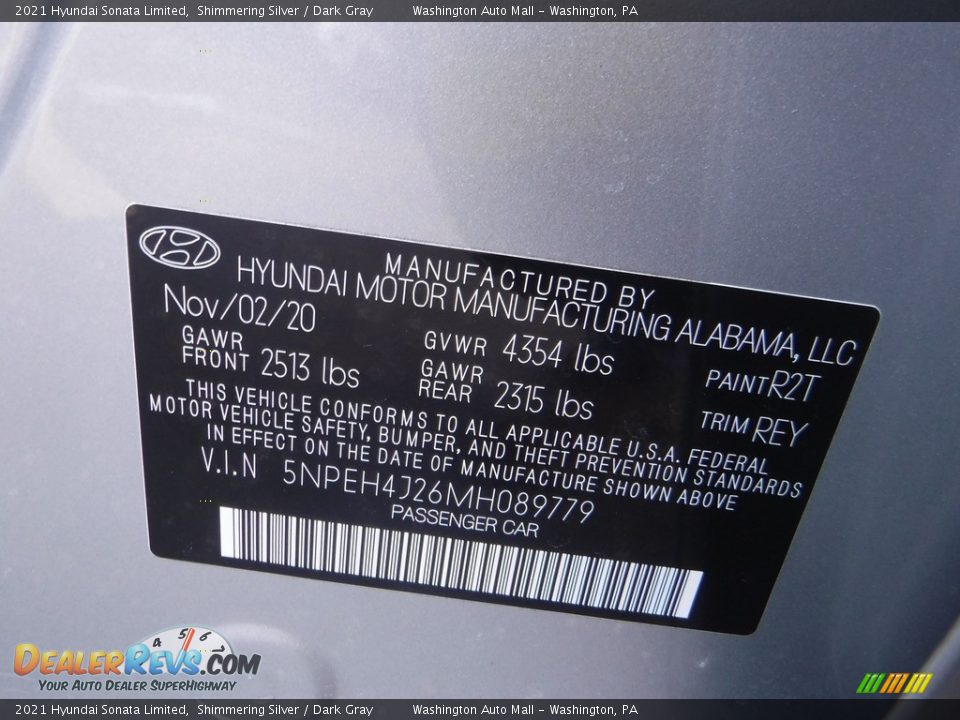 2021 Hyundai Sonata Limited, Shimmering Silver / Dark Gray Washington Auto Mall - Washington, PA
MANUFACTURED BY
HYUNDAI MOTOR MANUFACTURING ALABAMA, LLC
Nov/02/20
GAWR FRONT 2513 lbs
GVWR 4354 lbs
GAWR REAR 2315 lbs
PAINT R2T
TRIM REY
THIS VEHICLE CONFORMS TO ALL APPLICABLE U.S.A. FEDERAL
MOTOR VEHICLE SAFETY, BUMPER, AND THEFT PREVENTION STANDARDS
IN EFFECT ON THE DATE OF MANUFACTURE SHOWN ABOVE
V.I.N 5NPEH4J26MH089779
PASSENGER CAR
4 5 6 7
DEALERREVS.COM
YOUR AUTO DEALER SUPERHIGHWAY
2021 Hyundai Sonata Limited, Shimmering Silver / Dark Gray Washington Auto Mall - Washington, PA